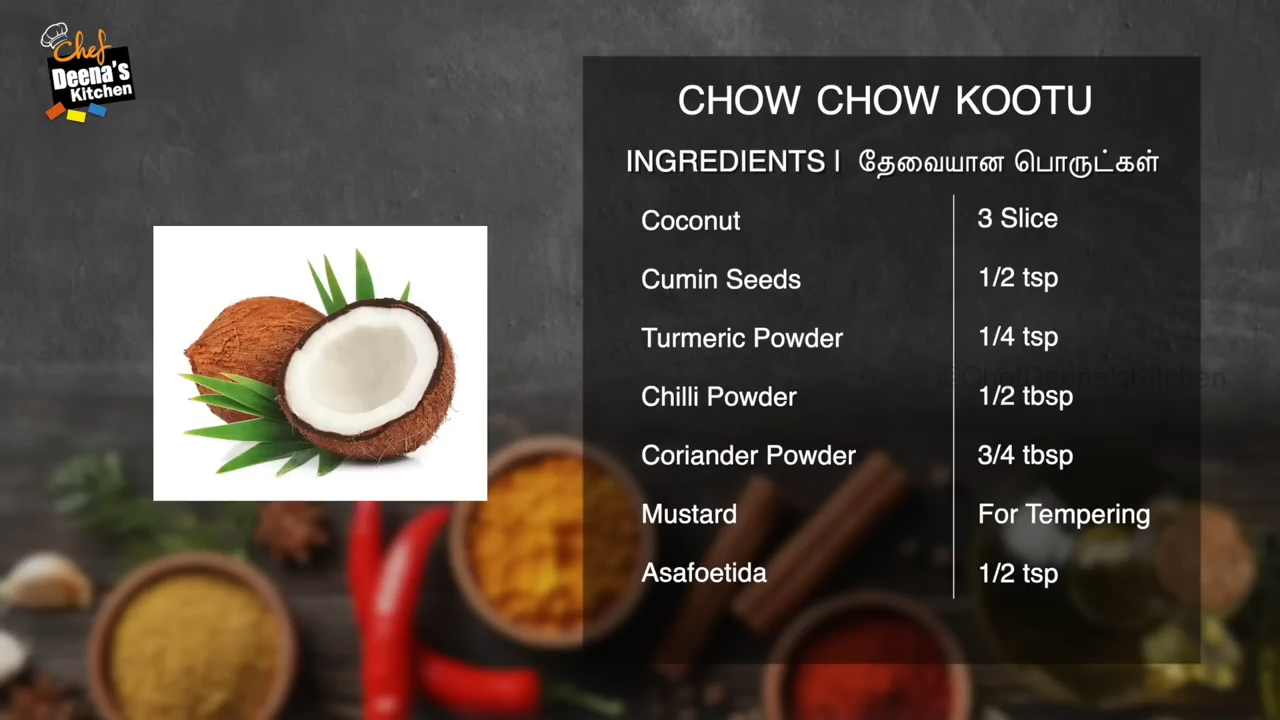 Chef
Deena's
Kitchen
CHOW CHOW KOOTU
INGREDIENTS | தேவையான பொருட்கள்
Coconut 3 Slice
Cumin Seeds 1/2 tsp
Turmeric Powder 1/4 tsp
@ChefDeena'sKitchen
Chilli Powder 1/2 tbsp
Coriander Powder 3/4 tbsp
Mustard For Tempering
Asafoetida 1/2 tsp